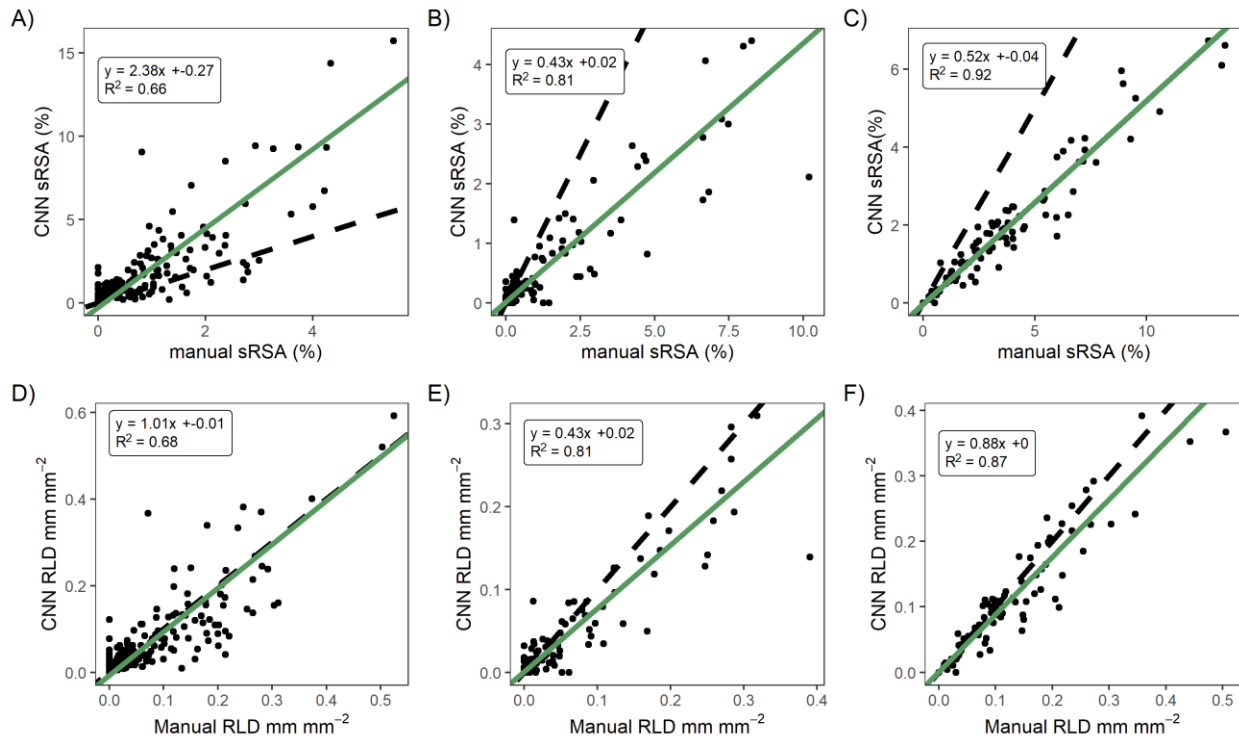 A)
15
10
5
0
0
2
4
y = 2.38x +-0.27
R² = 0.66
CNN sRSA (%)
manual sRSA (%)
B)
4
3
2
1
0
0.0
2.5
5.0
7.5
10.0
y = 0.43x +0.02
R² = 0.81
CNN sRSA (%)
manual sRSA (%)
C)
6
4
2
0
0
5
10
y = 0.52x +-0.04
R² = 0.92
CNN sRSA(%)
manual sRSA (%)
D)
0.6
0.4
0.2
0.0
0.0
0.1
0.2
0.3
0.4
0.5
y = 1.01x +-0.01
R² = 0.68
CNN RLD mm mm⁻²
Manual RLD mm mm⁻²
E)
0.3
0.2
0.1
0.0
0.0
0.1
0.2
0.3
0.4
y = 0.43x +0.02
R² = 0.81
CNN RLD mm mm⁻²
Manual RLD mm mm⁻²
F)
0.4
0.3
0.2
0.1
0.0
0.0
0.1
0.2
0.3
0.4
0.5
y = 0.88x +0
R² = 0.87
CNN RLD mm mm⁻²
Manual RLD mm mm⁻²